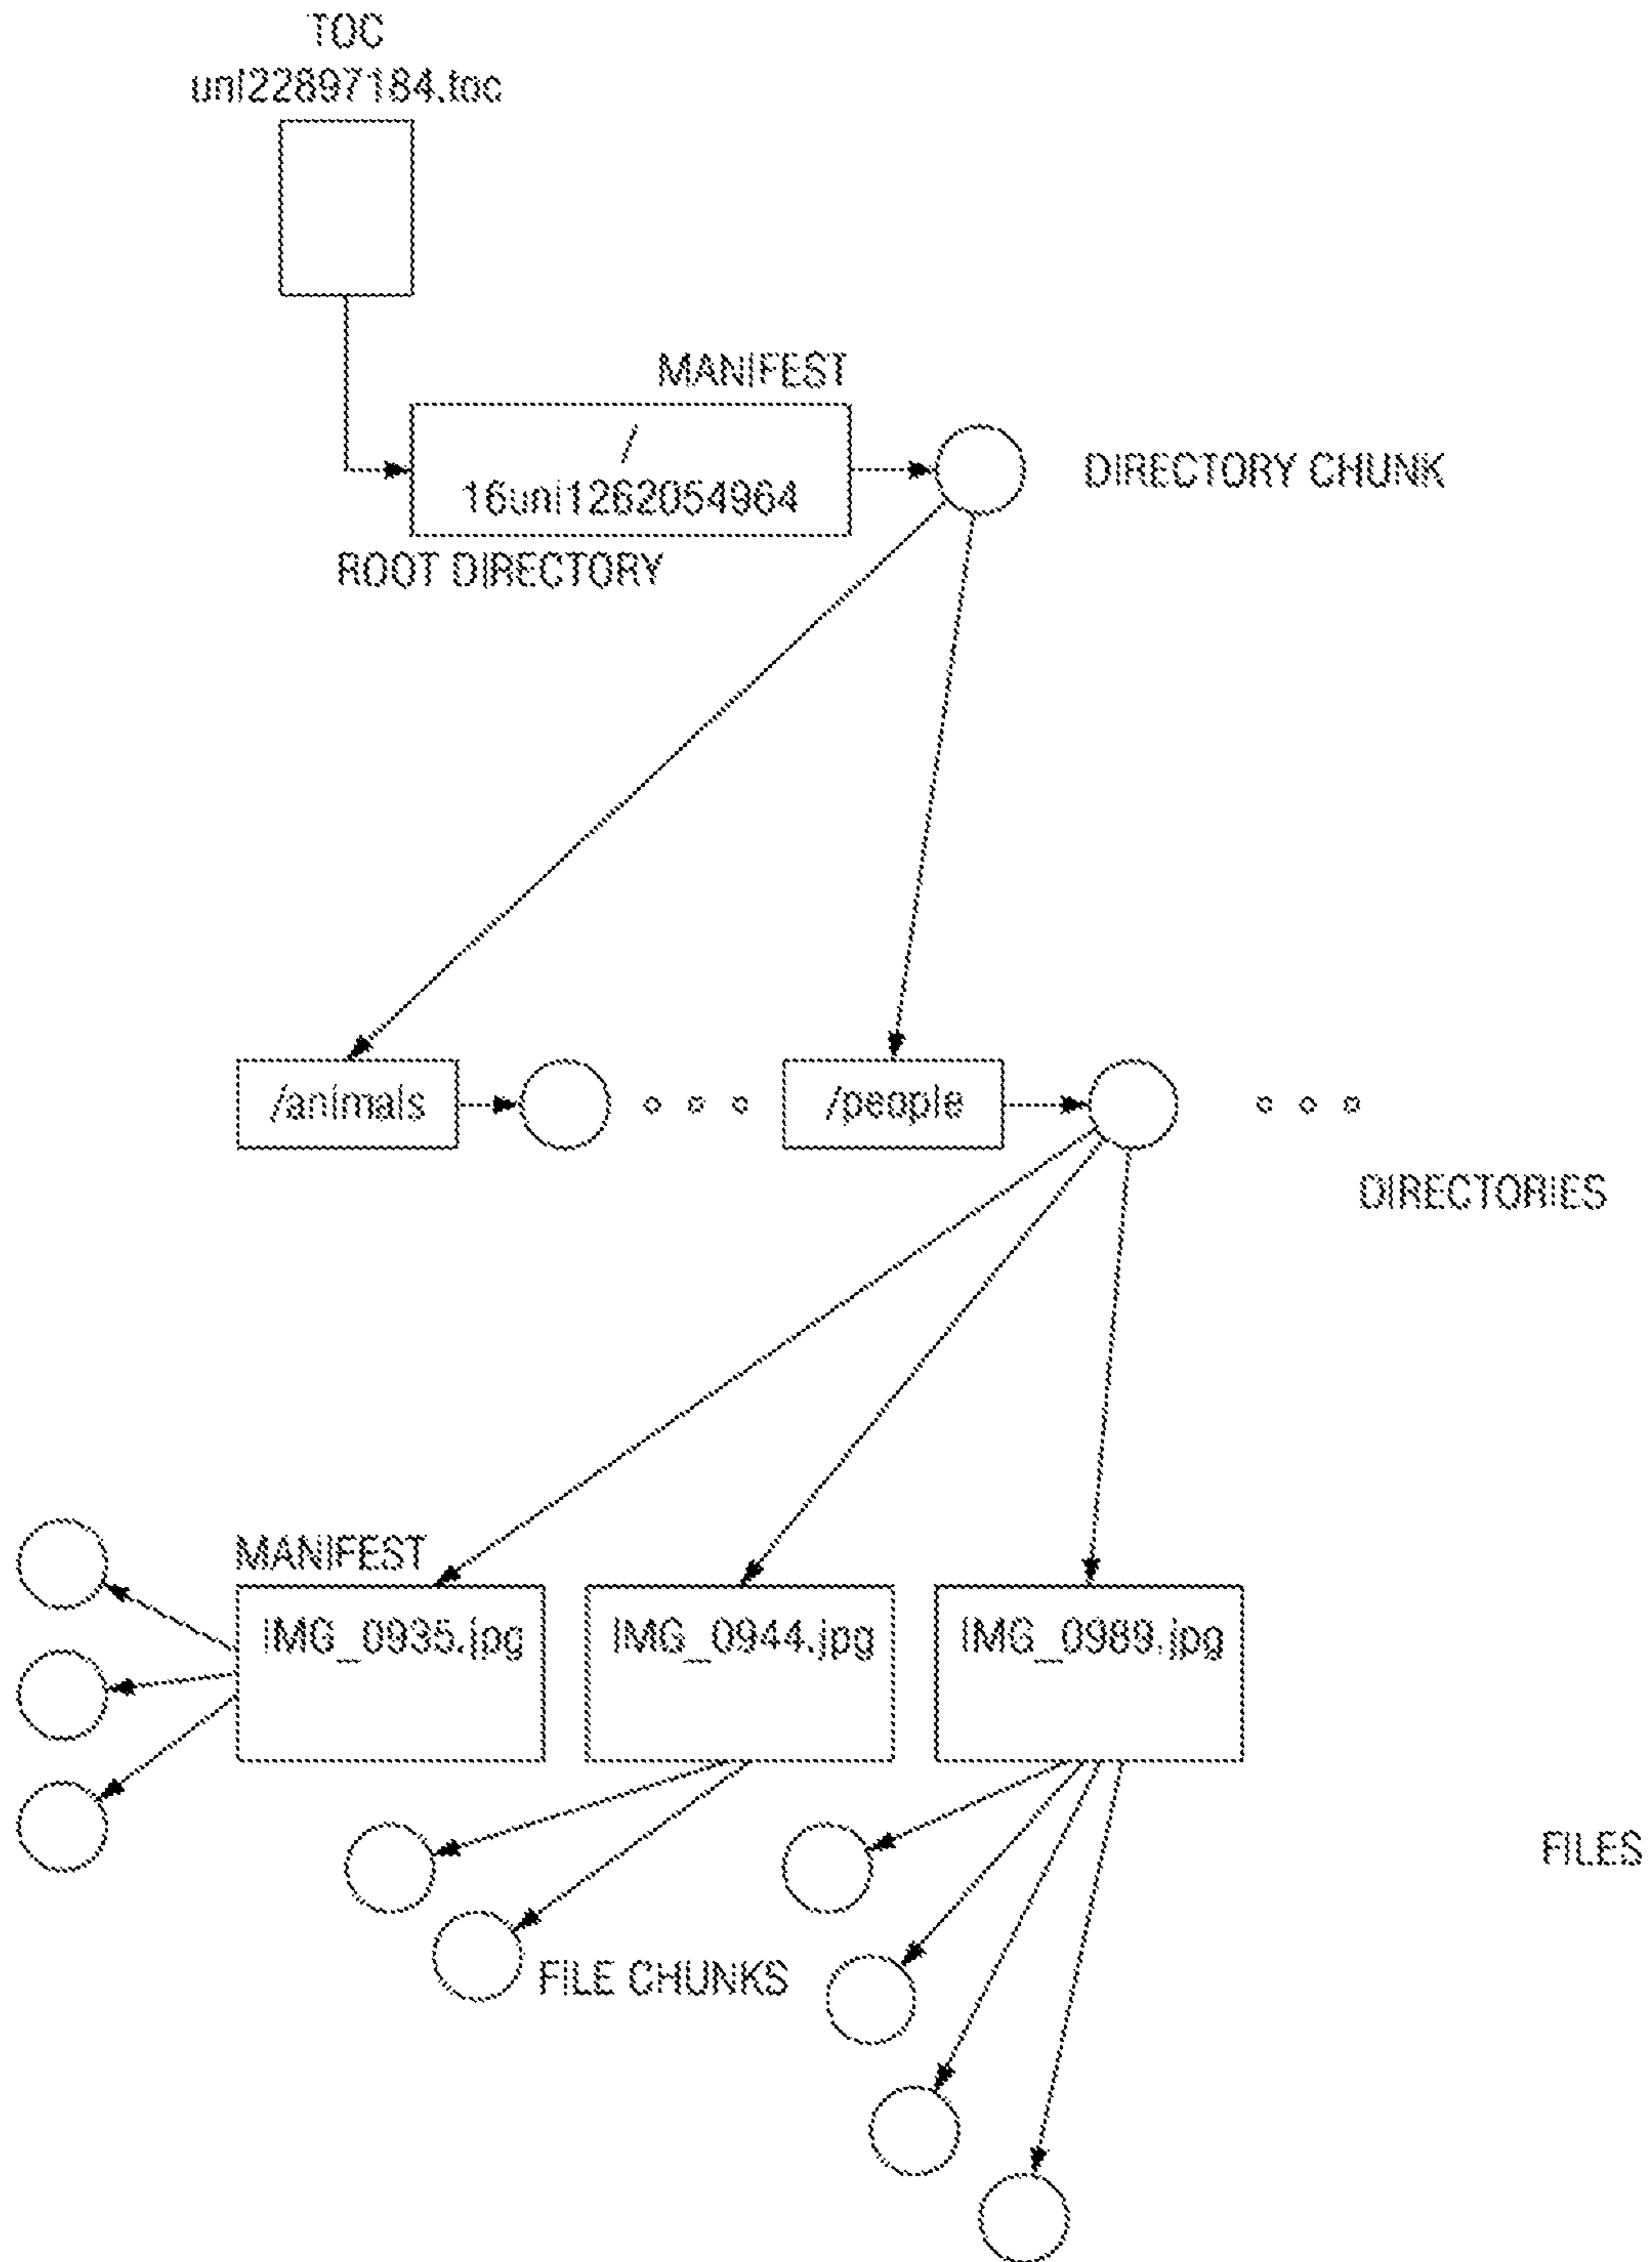 TOC
uni22897184.toc
MANIFEST
/
16uni1262054964
DIRECTORY CHUNK
ROOT DIRECTORY
/animals
/people
DIRECTORIES
MANIFEST
IMG_0935.jpg
IMG_0944.jpg
IMG_0989.jpg
FILES
FILE CHUNKS